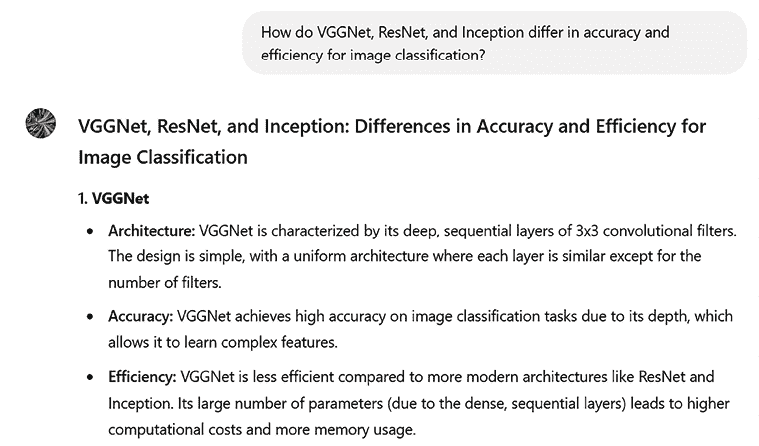 How do VGGNet, ResNet, and Inception differ in accuracy and
efficiency for image classification?
VGGNet, ResNet, and Inception: Differences in Accuracy and Efficiency for
Image Classification
1. VGGNet
• Architecture: VGGNet is characterized by its deep, sequential layers of 3x3 convolutional filters.
The design is simple, with a uniform architecture where each layer is similar except for the
number of filters.
• Accuracy: VGGNet achieves high accuracy on image classification tasks due to its depth, which
allows it to learn complex features.
• Efficiency: VGGNet is less efficient compared to more modern architectures like ResNet and
Inception. Its large number of parameters (due to the dense, sequential layers) leads to higher
computational costs and more memory usage.